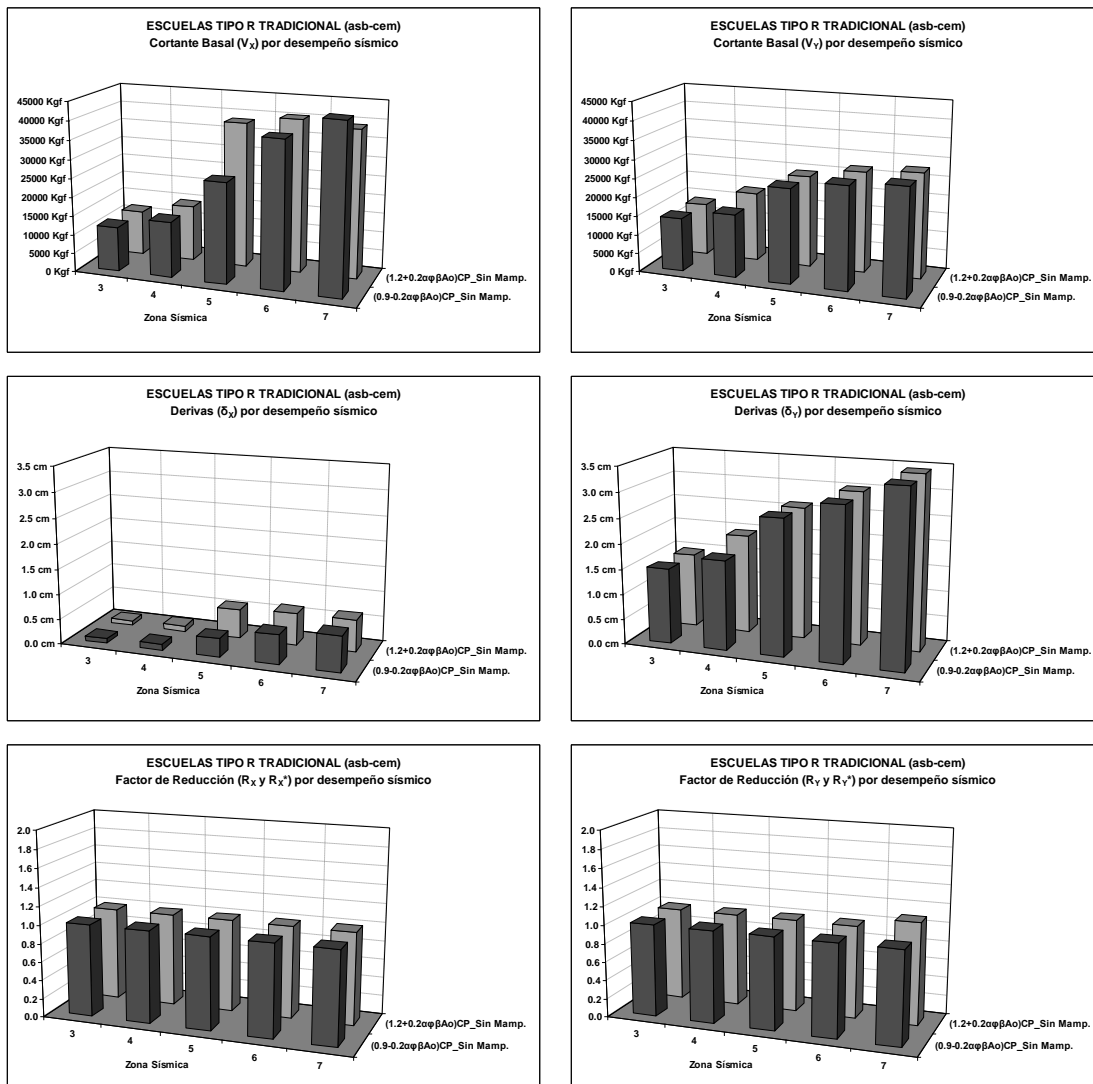 ESCUELAS TIPO R TRADICIONAL (asb-cem)
Cortante Basal (VX) por desempeño sísmico
45000 Kgf
40000 Kgf
35000 Kgf
30000 Kgf
25000 Kgf
20000 Kgf
15000 Kgf
10000 Kgf
5000 Kgf
0 Kgf
3
4
5
6
7
Zona Sísmica
(1.2+0.2αφβAo)CP_Sin Mamp.
(0.9-0.2αφβAo)CP_Sin Mamp.
ESCUELAS TIPO R TRADICIONAL (asb-cem)
Cortante Basal (VY) por desempeño sísmico
45000 Kgf
40000 Kgf
35000 Kgf
30000 Kgf
25000 Kgf
20000 Kgf
15000 Kgf
10000 Kgf
5000 Kgf
0 Kgf
3
4
5
6
7
Zona Sísmica
(1.2+0.2αφβAo)CP_Sin Mamp.
(0.9-0.2αφβAo)CP_Sin Mamp.
ESCUELAS TIPO R TRADICIONAL (asb-cem)
Derivas (δX) por desempeño sísmico
3.5 cm
3.0 cm
2.5 cm
2.0 cm
1.5 cm
1.0 cm
0.5 cm
0.0 cm
3
4
5
6
7
Zona Sísmica
(1.2+0.2αφβAo)CP_Sin Mamp.
(0.9-0.2αφβAo)CP_Sin Mamp.
ESCUELAS TIPO R TRADICIONAL (asb-cem)
Derivas (δY) por desempeño sísmico
3.5 cm
3.0 cm
2.5 cm
2.0 cm
1.5 cm
1.0 cm
0.5 cm
0.0 cm
3
4
5
6
7
Zona Sísmica
(1.2+0.2αφβAo)CP_Sin Mamp.
(0.9-0.2αφβAo)CP_Sin Mamp.
ESCUELAS TIPO R TRADICIONAL (asb-cem)
Factor de Reducción (RX y RX*) por desempeño sísmico
2.0
1.8
1.6
1.4
1.2
1.0
0.8
0.6
0.4
0.2
0.0
3
4
5
6
7
Zona Sísmica
(1.2+0.2αφβAo)CP_Sin Mamp.
(0.9-0.2αφβAo)CP_Sin Mamp.
ESCUELAS TIPO R TRADICIONAL (asb-cem)
Factor de Reducción (RY y RY*) por desempeño sísmico
2.0
1.8
1.6
1.4
1.2
1.0
0.8
0.6
0.4
0.2
0.0
3
4
5
6
7
Zona Sísmica
(1.2+0.2αφβAo)CP_Sin Mamp.
(0.9-0.2αφβAo)CP_Sin Mamp.